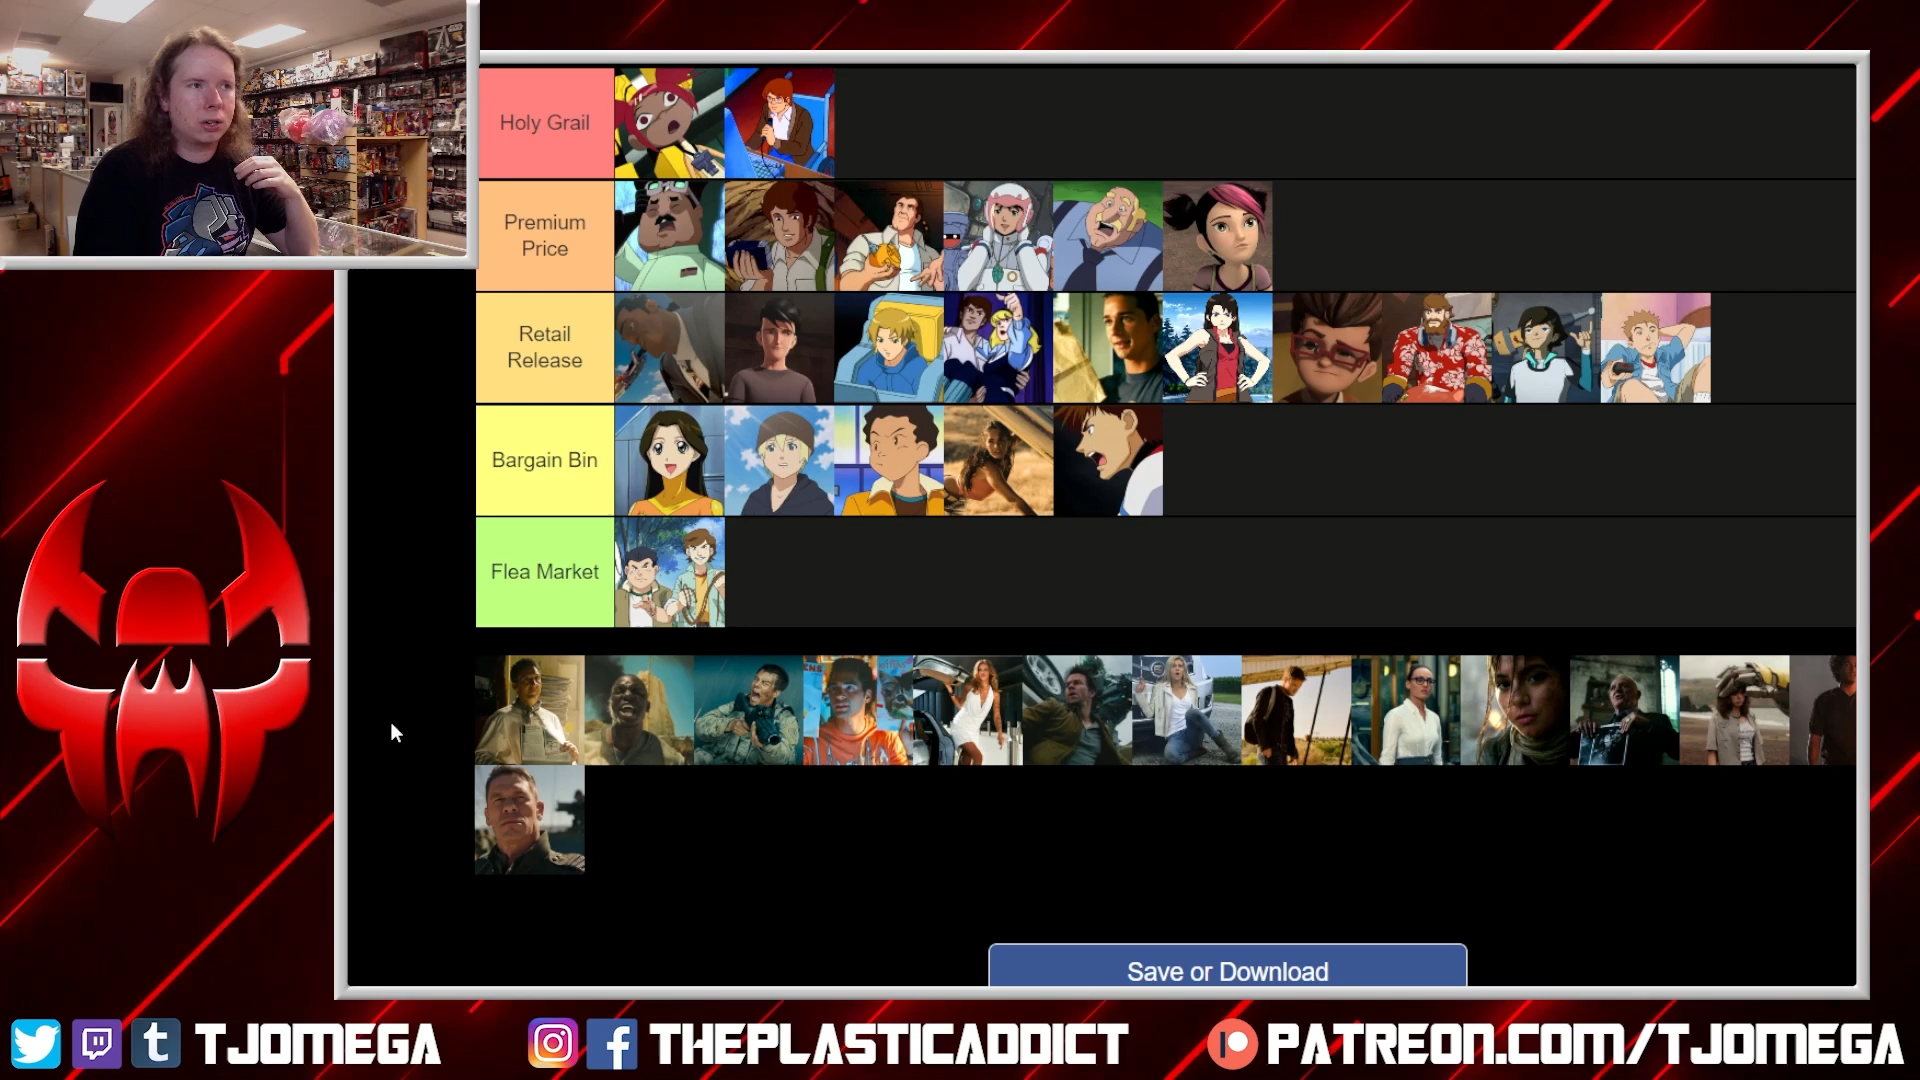 Holy Grail
Premium
Price
Retail
Release
Bargain Bin
Flea Market
Save or Download
TJOMEGA
THEPLASTICADDICT
PATREON.COM/TJOMEGA